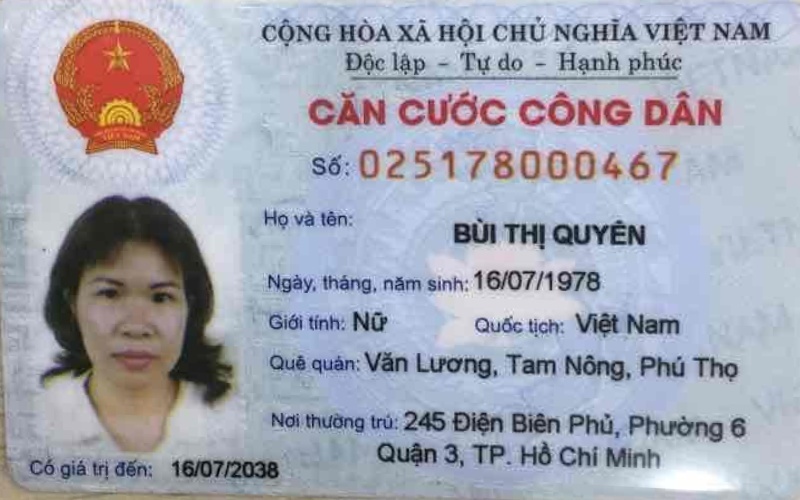 CỘNG HÒA XÃ HỘI CHỦ NGHĨA VIỆT NAM
Độc lập - Tự do - Hạnh phúc
CĂN CƯỚC CÔNG DÂN
Số: 025178000467
Họ và tên:
BÙI THỊ QUYÊN
Ngày, tháng, năm sinh: 16/07/1978
Giới tính: Nữ Quốc tịch: Việt Nam
Quê quán: Văn Lương, Tam Nông, Phú Thọ
Nơi thường trú: 245 Điện Biên Phủ, Phường 6
Quận 3, TP. Hồ Chí Minh
Có giá trị đến: 16/07/2038